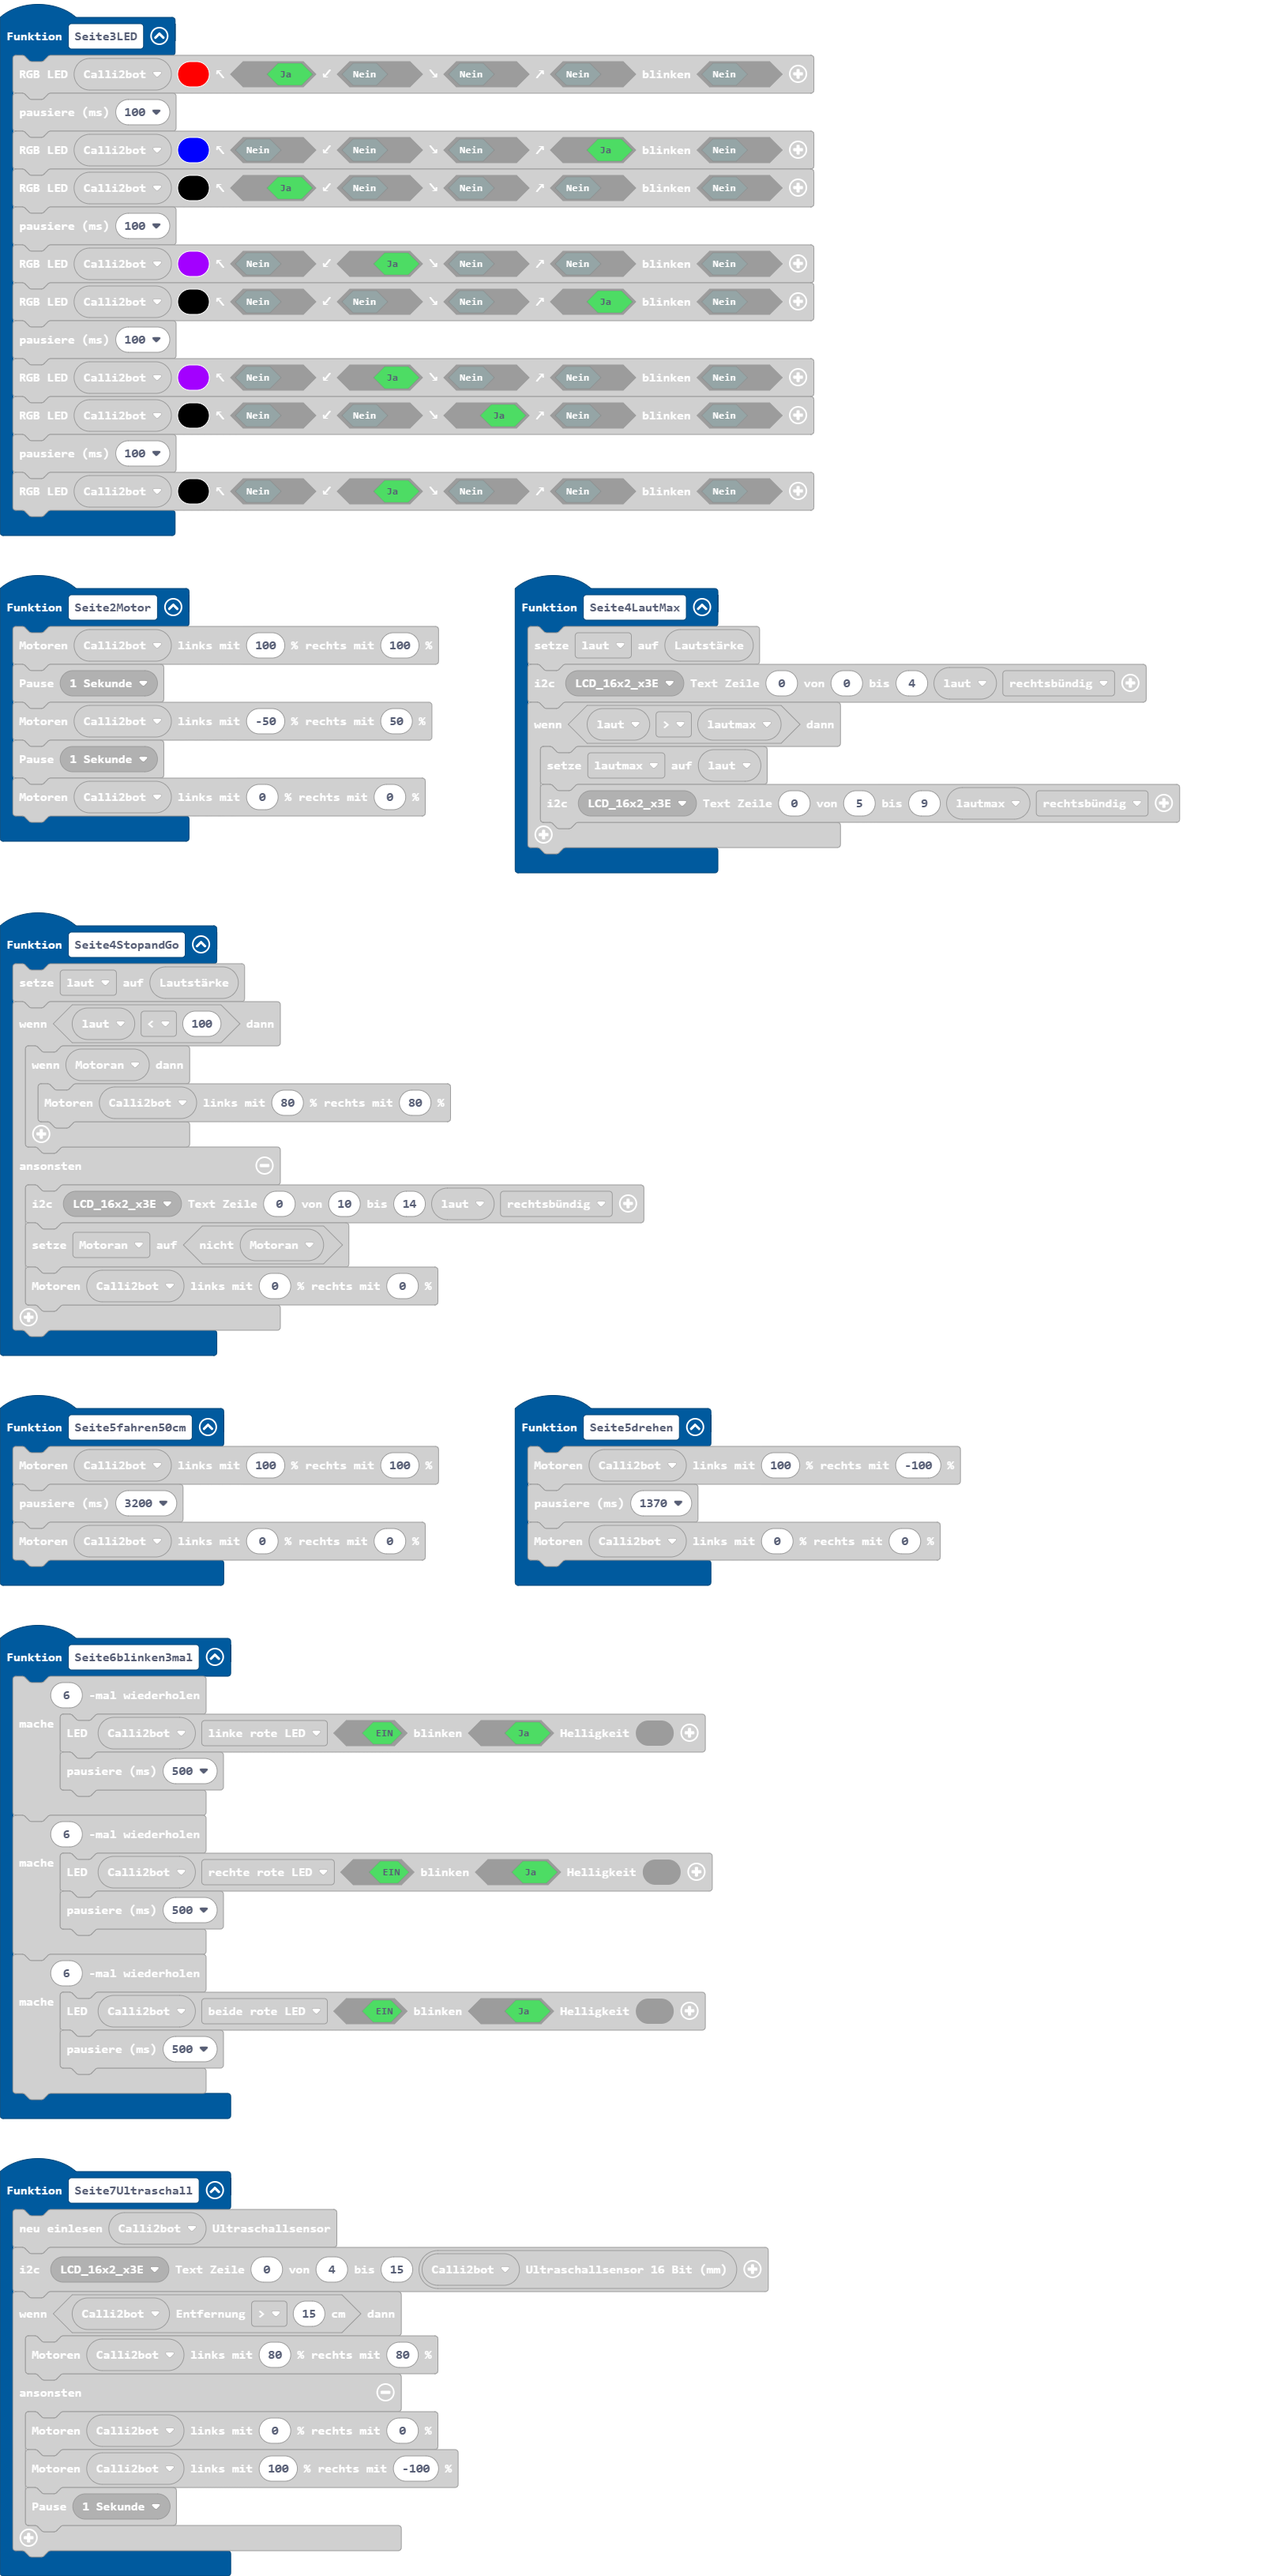 Funktion Seite3LED
RGB LED Calli2bot ↖ Ja ↙ Nein ↘ Nein ↗ Nein blinken Nein
pausiere (ms) 100
RGB LED Calli2bot ↖ Nein ↙ Nein ↘ Nein ↗ Ja blinken Nein
RGB LED Calli2bot ↖ Ja ↙ Nein ↘ Nein ↗ Nein blinken Nein
pausiere (ms) 100
RGB LED Calli2bot ↖ Nein ↙ Ja ↘ Nein ↗ Nein blinken Nein
RGB LED Calli2bot ↖ Nein ↙ Nein ↘ Nein ↗ Ja blinken Nein
pausiere (ms) 100
RGB LED Calli2bot ↖ Nein ↙ Ja ↘ Nein ↗ Nein blinken Nein
RGB LED Calli2bot ↖ Nein ↙ Nein ↘ Ja ↗ Nein blinken Nein
pausiere (ms) 100
RGB LED Calli2bot ↖ Nein ↙ Ja ↘ Nein ↗ Nein blinken Nein
Funktion Seite2Motor
Motoren Calli2bot links mit 100 % rechts mit 100 %
Pause 1 Sekunde
Motoren Calli2bot links mit -50 % rechts mit 50 %
Pause 1 Sekunde
Motoren Calli2bot links mit 0 % rechts mit 0 %
Funktion Seite4LautMax
setze laut auf Lautstärke
i2c LCD_16x2_x3E Text Zeile 0 von 0 bis 4 laut rechtsbündig
wenn laut > lautmax dann
setze lautmax auf laut
i2c LCD_16x2_x3E Text Zeile 0 von 5 bis 9 lautmax rechtsbündig
Funktion Seite4StopandGo
setze laut auf Lautstärke
wenn laut < 100 dann
wenn Motoran dann
Motoren Calli2bot links mit 80 % rechts mit 80 %
ansonsten
i2c LCD_16x2_x3E Text Zeile 0 von 10 bis 14 laut rechtsbündig
setze Motoran auf nicht Motoran
Motoren Calli2bot links mit 0 % rechts mit 0 %
Funktion Seite5fahren50cm
Motoren Calli2bot links mit 100 % rechts mit 100 %
pausiere (ms) 3200
Motoren Calli2bot links mit 0 % rechts mit 0 %
Funktion Seite5drehen
Motoren Calli2bot links mit 100 % rechts mit -100 %
pausiere (ms) 1370
Motoren Calli2bot links mit 0 % rechts mit 0 %
Funktion Seite6blinken3mal
6 -mal wiederholen
mache
LED Calli2bot linke rote LED EIN blinken Ja Helligkeit
pausiere (ms) 500
6 -mal wiederholen
mache
LED Calli2bot rechte rote LED EIN blinken Ja Helligkeit
pausiere (ms) 500
6 -mal wiederholen
mache
LED Calli2bot beide rote LED EIN blinken Ja Helligkeit
pausiere (ms) 500
Funktion Seite7Ultraschall
neu einlesen Calli2bot Ultraschallsensor
i2c LCD_16x2_x3E Text Zeile 0 von 4 bis 15 Calli2bot Ultraschallsensor 16 Bit (mm)
wenn Calli2bot Entfernung > 15 cm dann
Motoren Calli2bot links mit 80 % rechts mit 80 %
ansonsten
Motoren Calli2bot links mit 0 % rechts mit 0 %
Motoren Calli2bot links mit 100 % rechts mit -100 %
Pause 1 Sekunde